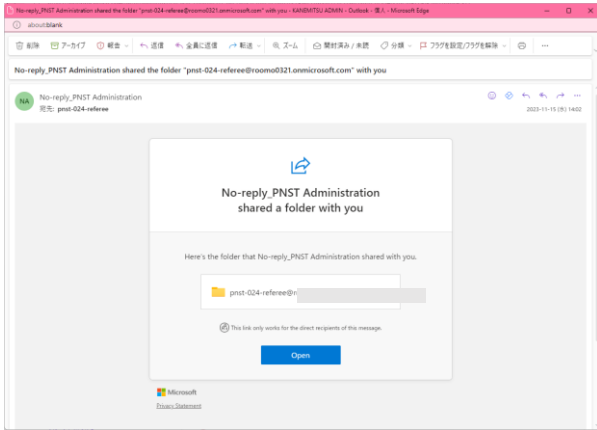 No-reply_PNST Administration shared the folder "pnst-024-referee@roomo0321.onmicrosoft.com" with you - KANEMITSU ADMIN - Outlook - 個人 - Microsoft Edge
about:blank
削除 アーカイブ 報告 返信 全員に返信 転送 ズーム 開封済み / 未読 分類 フラグを設定/フラグを解除 ...
No-reply_PNST Administration shared the folder "pnst-024-referee@roomo0321.onmicrosoft.com" with you
NA
No-reply_PNST Administration
宛先: pnst-024-referee
2023-11-15 (水) 14:02
No-reply_PNST Administration
shared a folder with you
Here's the folder that No-reply_PNST Administration shared with you.
pnst-024-referee@r
This link only works for the direct recipients of this message.
Open
Microsoft
Privacy Statement